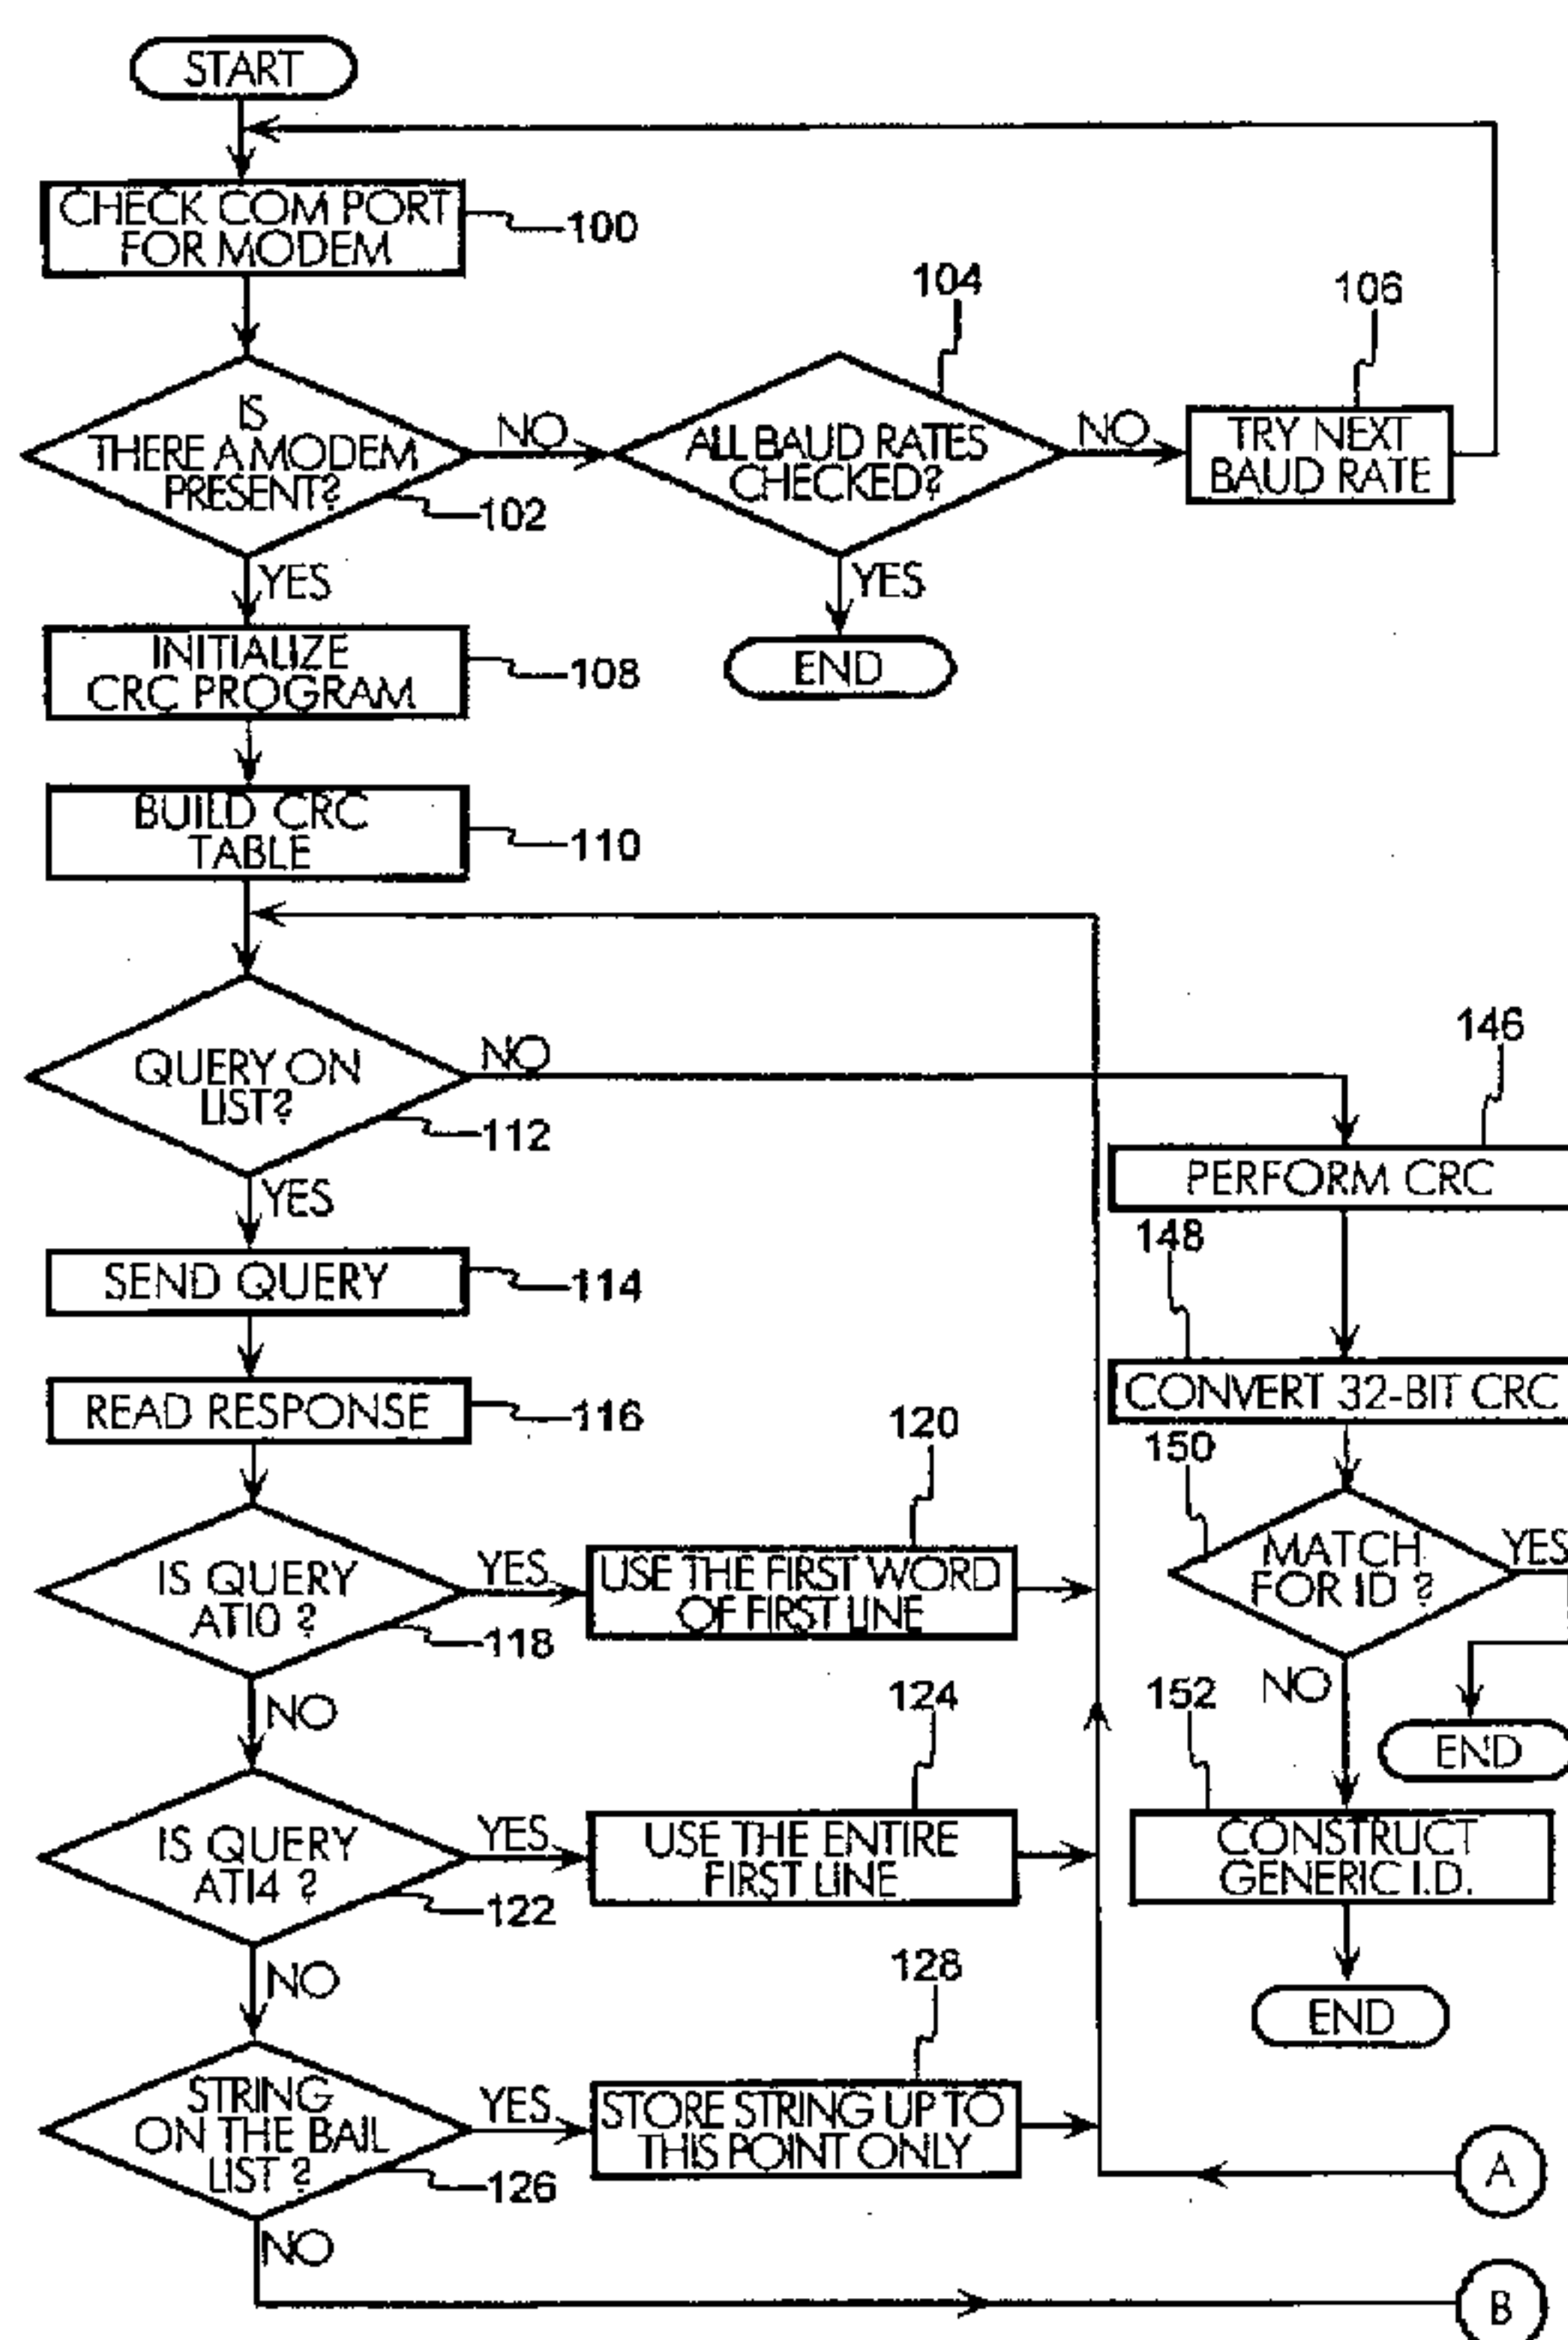 START
CHECK COM PORT
FOR MODEM
100
104
106
IS
THERE A MODEM
PRESENT?
102
NO
ALL BAUD RATES
CHECKED?
NO
TRY NEXT
BAUD RATE
YES
YES
INITIALIZE
CRC PROGRAM
108
END
BUILD CRC
TABLE
110
QUERY ON
LIST?
112
NO
146
PERFORM CRC
YES
148
SEND QUERY
114
CONVERT 32-BIT CRC
READ RESPONSE
116
120
150
IS QUERY
ATI0 ?
118
YES
USE THE FIRST WORD
OF FIRST LINE
MATCH
FOR ID ?
YES
NO
NO
124
152
END
IS QUERY
ATI4 ?
122
YES
USE THE ENTIRE
FIRST LINE
CONSTRUCT
GENERIC I.D.
NO
128
END
STRING
ON THE BAIL
LIST ?
126
YES
STORE STRING UP TO
THIS POINT ONLY
A
NO
B